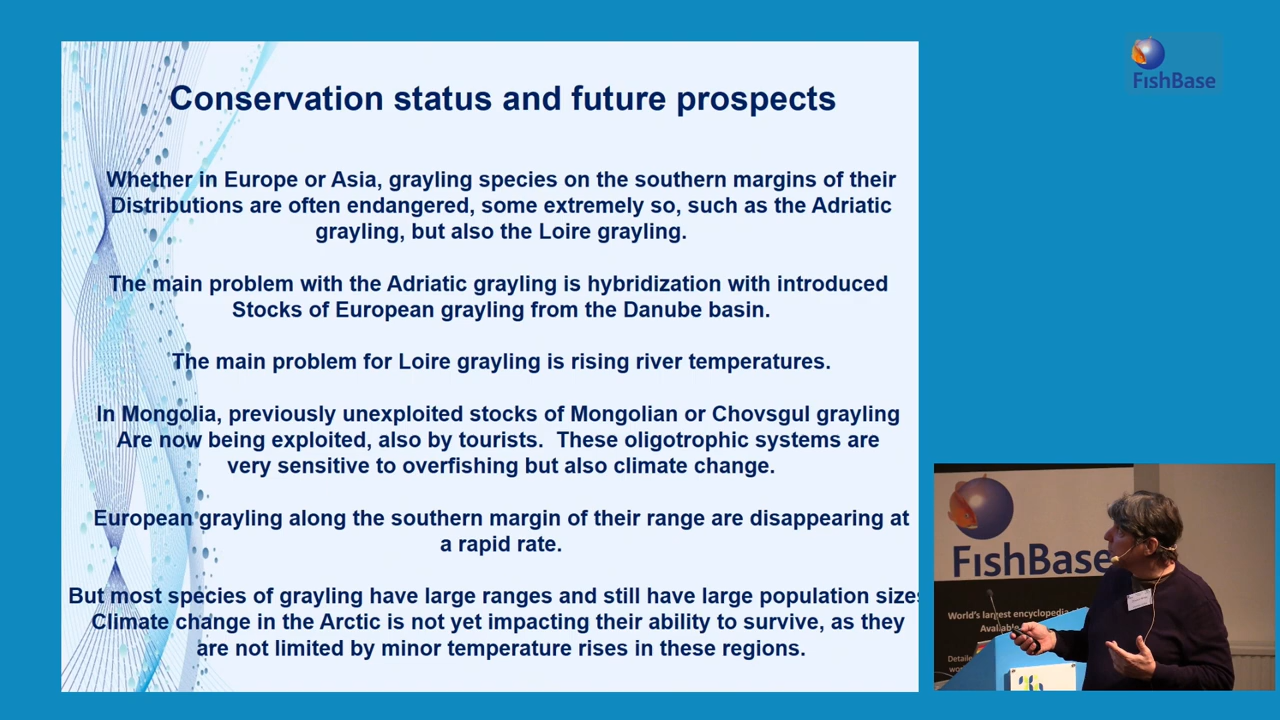 FishBase
Conservation status and future prospects
Whether in Europe or Asia, grayling species on the southern margins of their
Distributions are often endangered, some extremely so, such as the Adriatic
grayling, but also the Loire grayling.
The main problem with the Adriatic grayling is hybridization with introduced
Stocks of European grayling from the Danube basin.
The main problem for Loire grayling is rising river temperatures.
In Mongolia, previously unexploited stocks of Mongolian or Chovsgul grayling
Are now being exploited, also by tourists.  These oligotrophic systems are
very sensitive to overfishing but also climate change.
European grayling along the southern margin of their range are disappearing at
a rapid rate.
But most species of grayling have large ranges and still have large population sizes
Climate change in the Arctic is not yet impacting their ability to survive, as they
are not limited by minor temperature rises in these regions.
FishBase
World's largest encyclopedia
Available